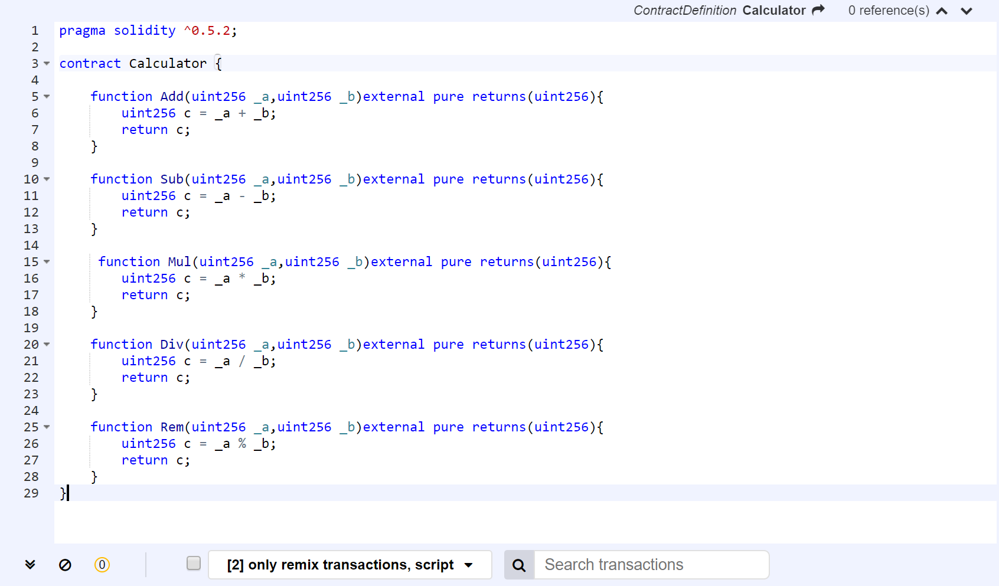 ContractDefinition Calculator 0 reference(s)
1 pragma solidity ^0.5.2;
2
3 contract Calculator {
4
5 function Add(uint256 _a,uint256 _b)external pure returns(uint256){
6 uint256 c = _a + _b;
7 return c;
8 }
9
10 function Sub(uint256 _a,uint256 _b)external pure returns(uint256){
11 uint256 c = _a - _b;
12 return c;
13 }
14
15 function Mul(uint256 _a,uint256 _b)external pure returns(uint256){
16 uint256 c = _a * _b;
17 return c;
18 }
19
20 function Div(uint256 _a,uint256 _b)external pure returns(uint256){
21 uint256 c = _a / _b;
22 return c;
23 }
24
25 function Rem(uint256 _a,uint256 _b)external pure returns(uint256){
26 uint256 c = _a % _b;
27 return c;
28 }
29 }
0 [2] only remix transactions, script Search transactions